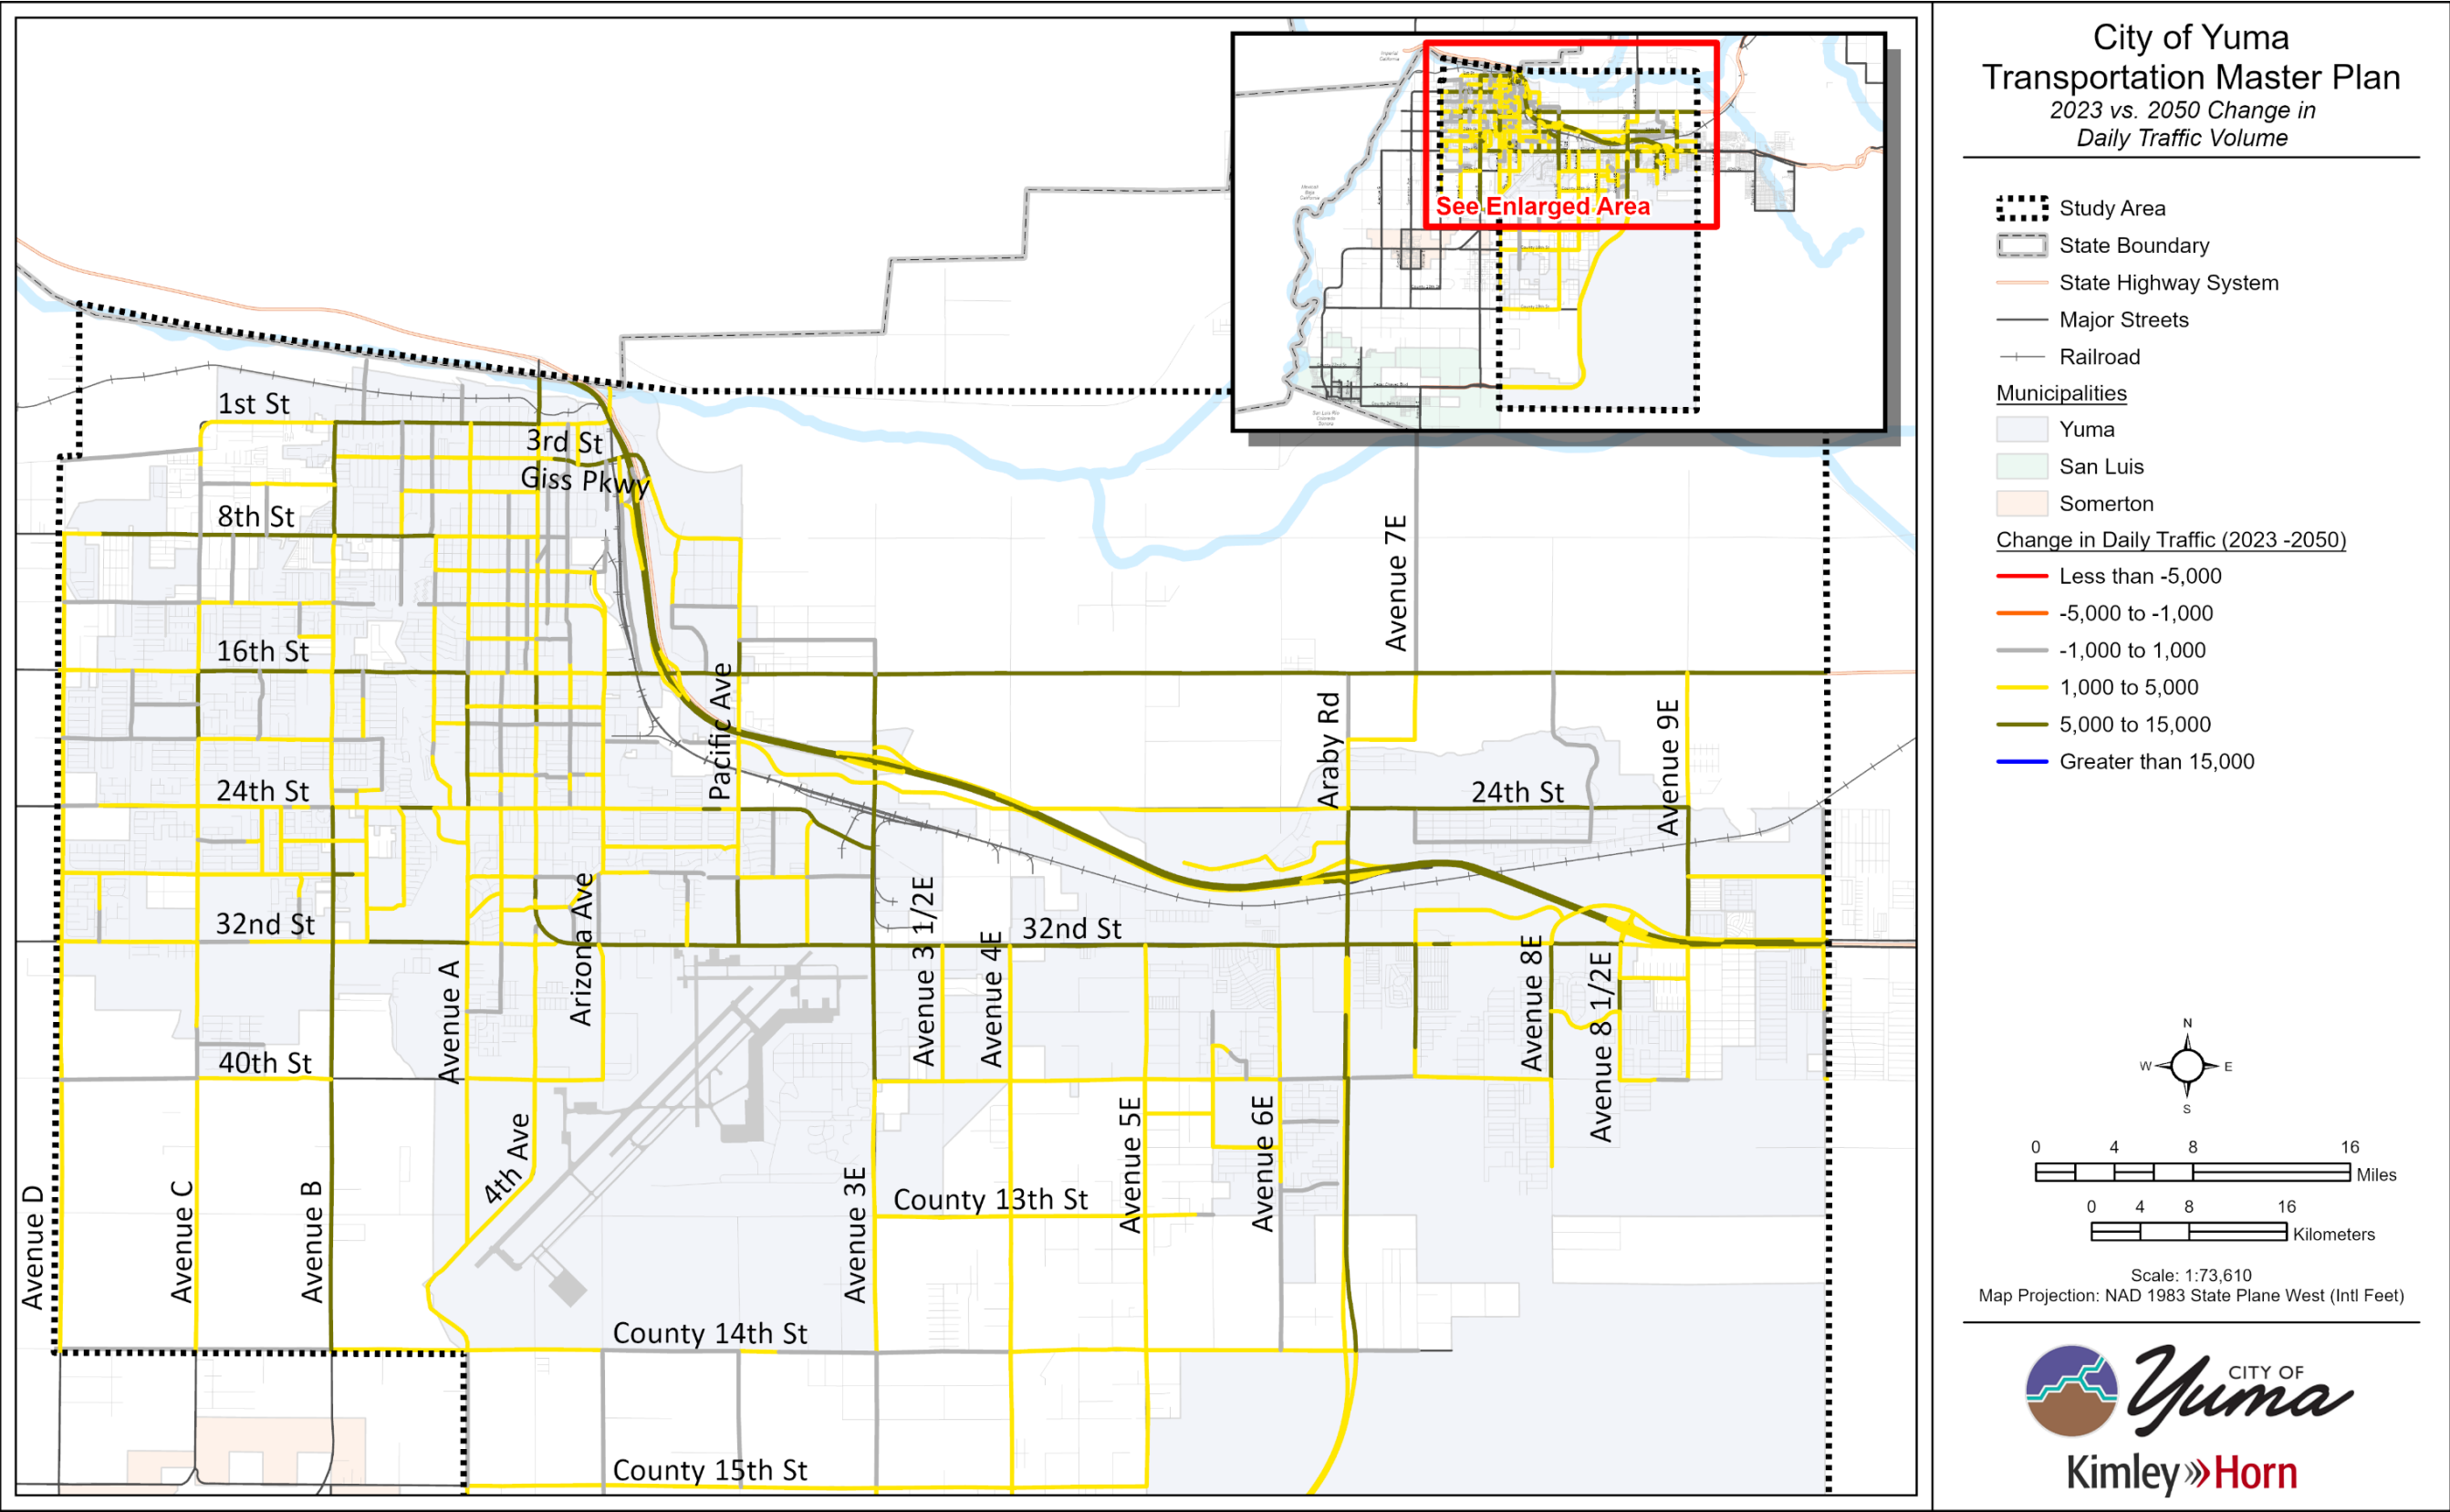 City of Yuma
Transportation Master Plan
2023 vs. 2050 Change in
Daily Traffic Volume
Study Area
State Boundary
State Highway System
Major Streets
Railroad
Municipalities
Yuma
San Luis
Somerton
Change in Daily Traffic (2023 -2050)
Less than -5,000
-5,000 to -1,000
-1,000 to 1,000
1,000 to 5,000
5,000 to 15,000
Greater than 15,000
N
W
E
S
0 4 8 16
Miles
0 4 8 16
Kilometers
Scale: 1:73,610
Map Projection: NAD 1983 State Plane West (Intl Feet)
CITY OF
Yuma
Kimley»Horn
See Enlarged Area
1st St
3rd St
Giss Pkwy
8th St
16th St
24th St
24th St
32nd St
32nd St
40th St
County 13th St
County 14th St
County 15th St
Avenue D
Avenue C
Avenue B
Avenue A
4th Ave
Arizona Ave
Pacific Ave
Avenue 3E
Avenue 3 1/2E
Avenue 4E
Avenue 5E
Avenue 6E
Araby Rd
Avenue 7E
Avenue 8E
Avenue 8 1/2E
Avenue 9E